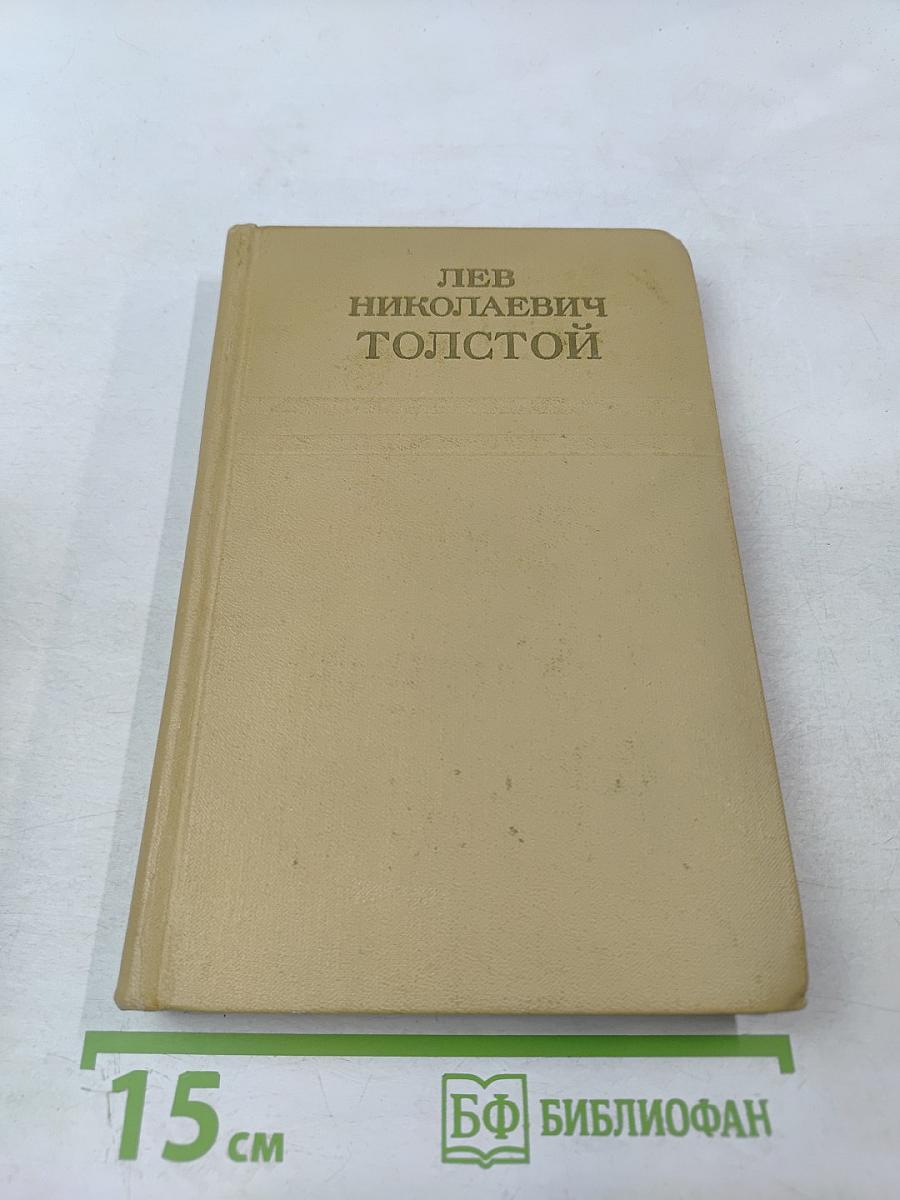 ЛЕВ
НИКОЛАЕВИЧ
ТОЛСТОЙ
15 см
БФ БИБЛИОФАН